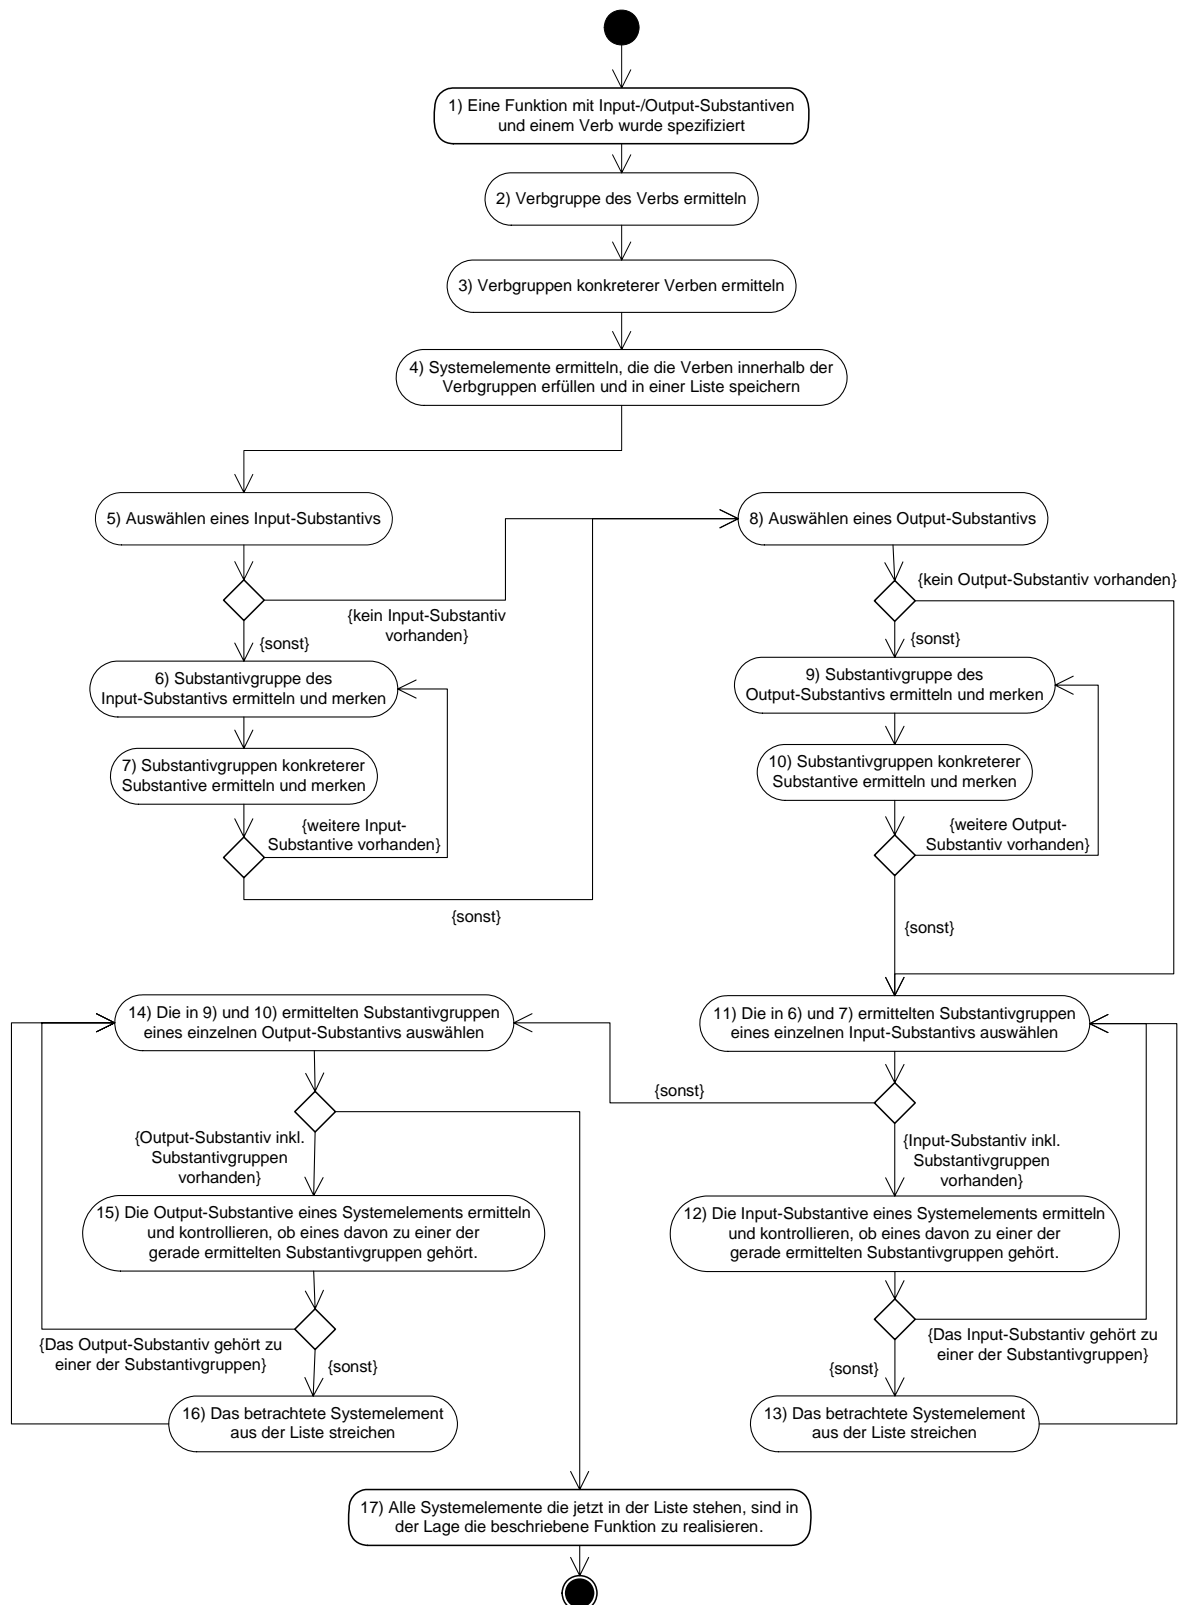 1) Eine Funktion mit Input-/Output-Substantiven
und einem Verb wurde spezifiziert
2) Verbgruppe des Verbs ermitteln
3) Verbgruppen konkreterer Verben ermitteln
4) Systemelemente ermitteln, die die Verben innerhalb der
Verbgruppen erfüllen und in einer Liste speichern
5) Auswählen eines Input-Substantivs
{kein Input-Substantiv
vorhanden}
{sonst}
6) Substantivgruppe des
Input-Substantivs ermitteln und merken
7) Substantivgruppen konkreterer
Substantive ermitteln und merken
{weitere Input-
Substantive vorhanden}
{sonst}
8) Auswählen eines Output-Substantivs
{kein Output-Substantiv vorhanden}
{sonst}
9) Substantivgruppe des
Output-Substantivs ermitteln und merken
10) Substantivgruppen konkreterer
Substantive ermitteln und merken
{weitere Output-
Substantiv vorhanden}
{sonst}
11) Die in 6) und 7) ermittelten Substantivgruppen
eines einzelnen Input-Substantivs auswählen
{sonst}
{Input-Substantiv inkl.
Substantivgruppen
vorhanden}
12) Die Input-Substantive eines Systemelements ermitteln
und kontrollieren, ob eines davon zu einer der
gerade ermittelten Substantivgruppen gehört.
{Das Input-Substantiv gehört zu
einer der Substantivgruppen}
{sonst}
13) Das betrachtete Systemelement
aus der Liste streichen
14) Die in 9) und 10) ermittelten Substantivgruppen
eines einzelnen Output-Substantivs auswählen
{Output-Substantiv inkl.
Substantivgruppen
vorhanden}
15) Die Output-Substantive eines Systemelements ermitteln
und kontrollieren, ob eines davon zu einer der
gerade ermittelten Substantivgruppen gehört.
{Das Output-Substantiv gehört zu
einer der Substantivgruppen}
{sonst}
16) Das betrachtete Systemelement
aus der Liste streichen
17) Alle Systemelemente die jetzt in der Liste stehen, sind in
der Lage die beschriebene Funktion zu realisieren.